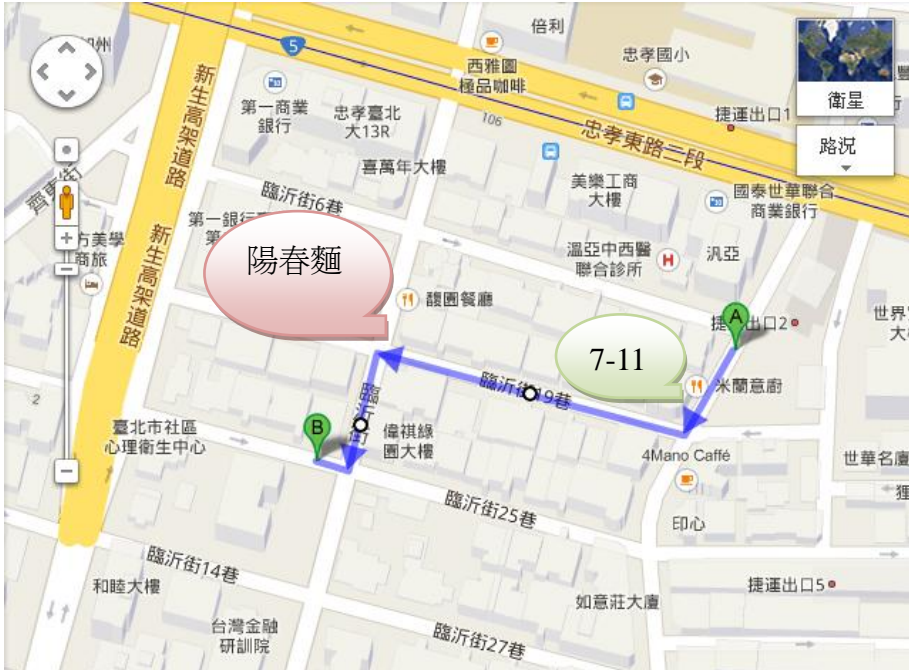 倍利
5
西雅圖
極品咖啡
忠孝國小
衛星
第一商業
銀行
忠孝臺北
大13R
106
捷運出口1
忠孝東路二段
路況
新生高架道路
喜萬年大樓
美樂工商
大樓
國泰世華聯合
商業銀行
臨沂街6巷
第一銀行
方美學
商旅
陽春麵
溫亞中西醫
聯合診所
H
汎亞
新生高架道路
馥園餐廳
A
捷運出口2
7-11
米蘭意廚
臨沂街19巷
2
臺北市社區
心理衛生中心
B
臨沂街
偉祺綠
園大樓
4Mano Caffé
世華名廈
臨沂街25巷
印心
臨沂街14巷
和睦大樓
捷運出口5
如意莊大廈
台灣金融
研訓院
臨沂街27巷